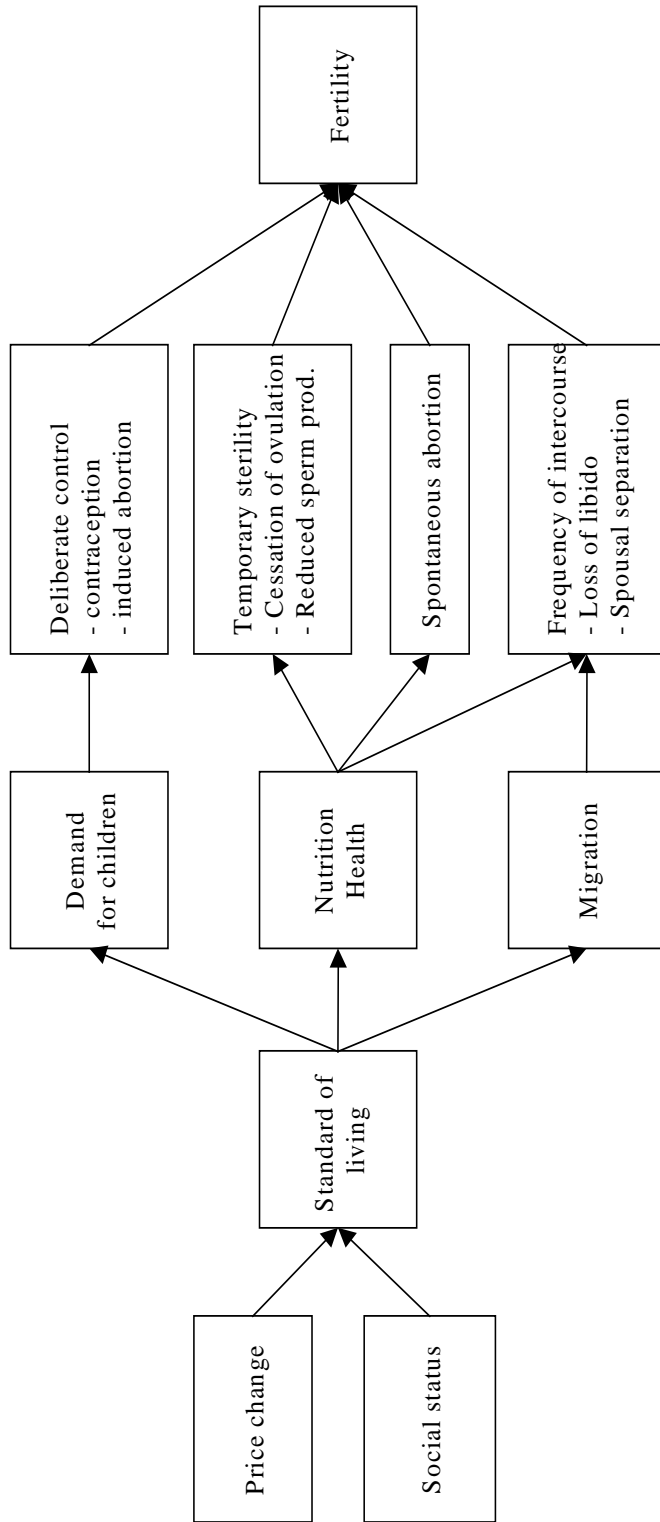 Price change
Social status
Standard of
living
Demand
for children
Nutrition
Health
Migration
Deliberate control
- contraception
- induced abortion
Temporary sterility
- Cessation of ovulation
- Reduced sperm prod.
Spontaneous abortion
Frequency of intercourse
- Loss of libido
- Spousal separation
Fertility